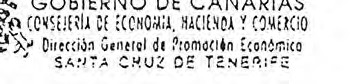 GOBIERNO DE CANARIAS
CONSEJERÍA DE ECONOMÍA, HACIENDA Y COMERCIO
Dirección General de Promoción Económica
SANTA CRUZ DE TENERIFE